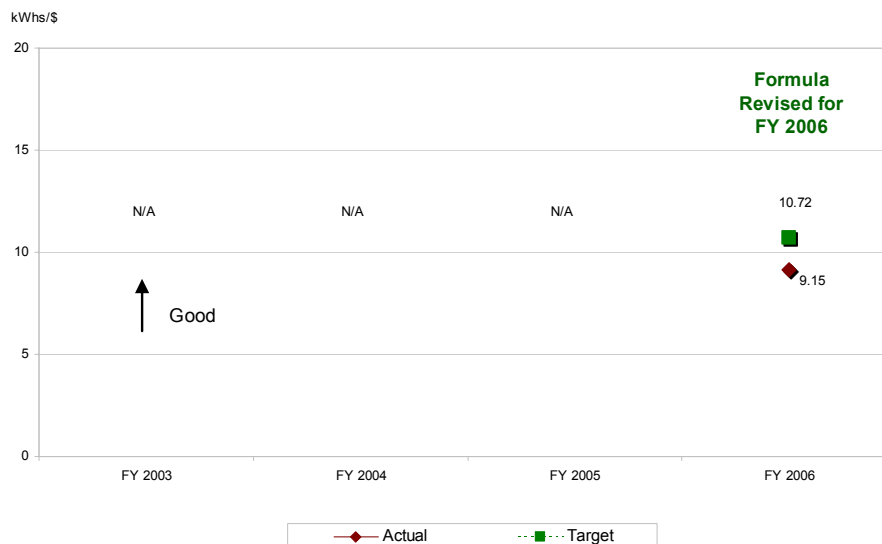 kWhs/$
20
Formula
Revised for
FY 2006
15
N/A
N/A
N/A
10.72
10
9.15
Good
5
0
FY 2003
FY 2004
FY 2005
FY 2006
Actual
Target